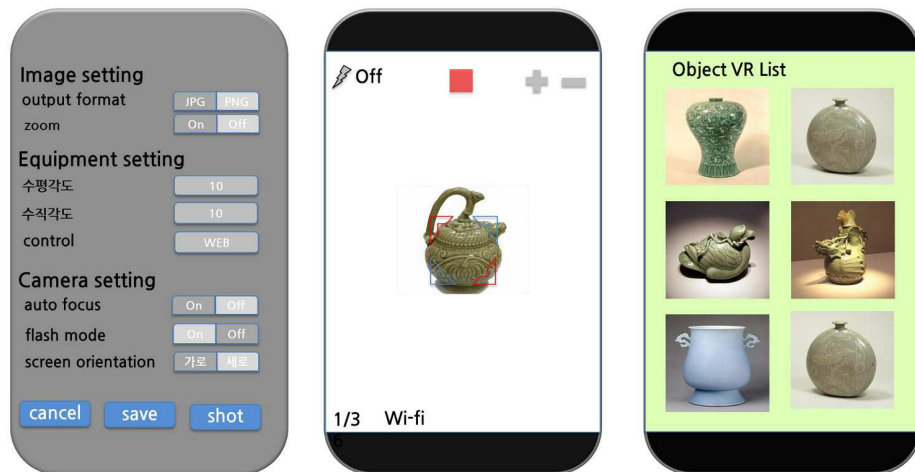 Image setting
output format JPG PNG
zoom On Off
Equipment setting
수평각도 10
수직각도 10
control WEB
Camera setting
auto focus On Off
flash mode On Off
screen orientation 가로 세로
cancel save shot
Off
1/3 Wi-fi
6
Object VR List